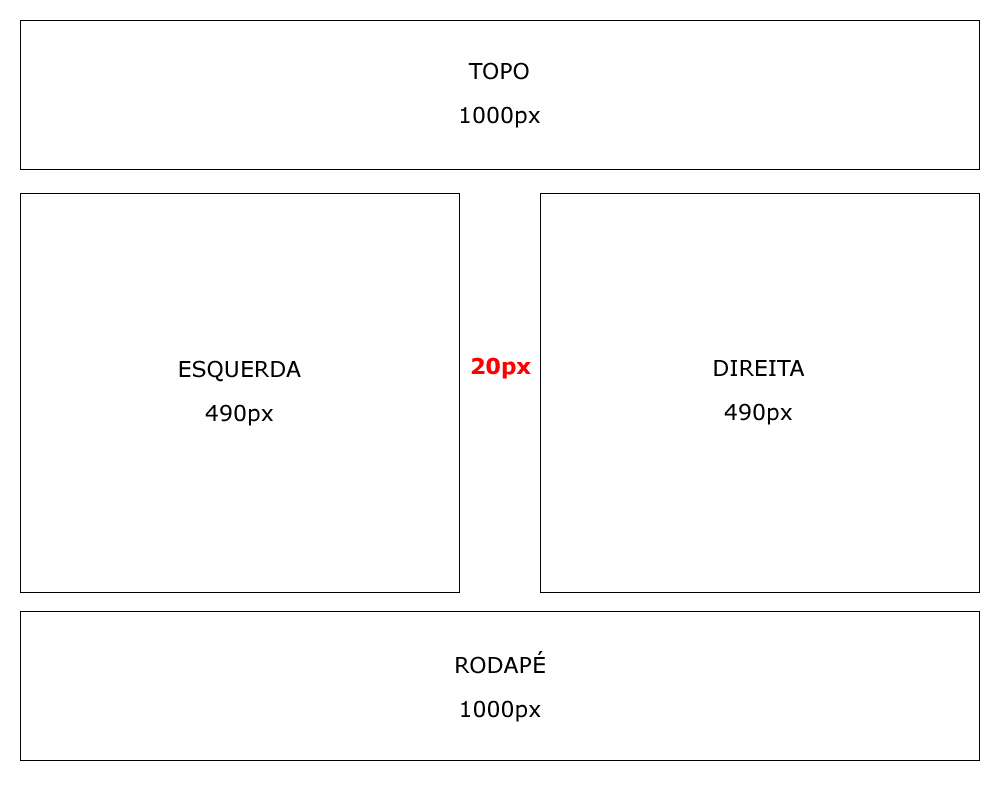 TOPO
1000px
ESQUERDA
490px
20px
DIREITA
490px
RODAPÉ
1000px